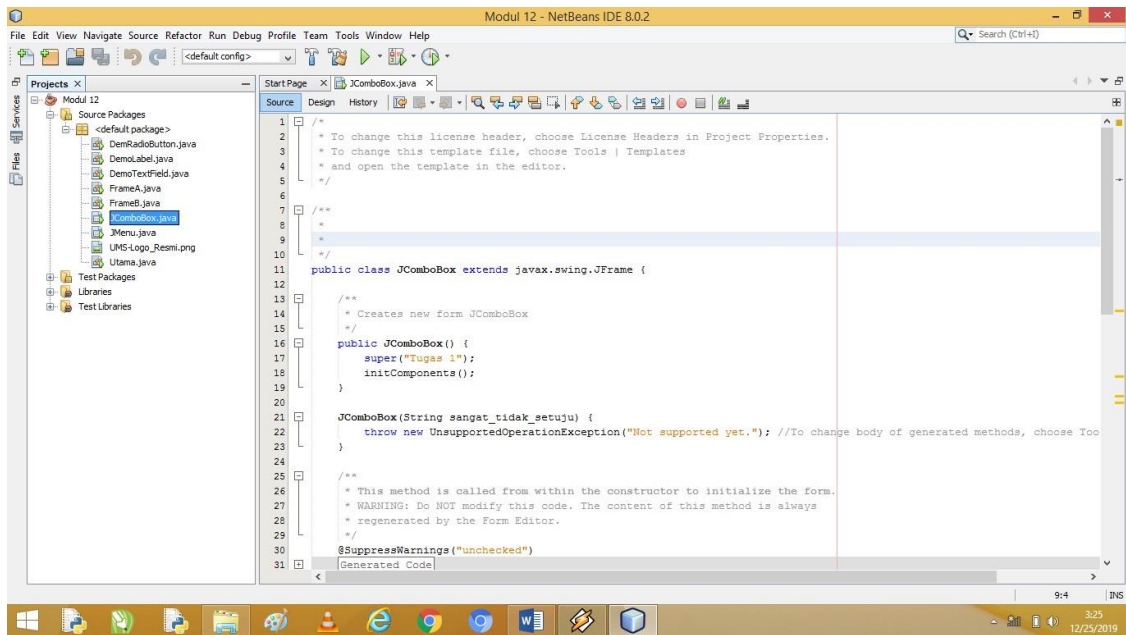 Modul 12 - NetBeans IDE 8.0.2
File Edit View Navigate Source Refactor Run Debug Profile Team Tools Window Help
Search (Ctrl+I)
<default config>
Projects
Services
Files
Modul 12
Source Packages
<default package>
DemRadioButton.java
DemoLabel.java
DemoTextField.java
FrameA.java
FrameB.java
JComboBox.java
JMenu.java
UMS-Logo_Resmi.png
Utama.java
Test Packages
Libraries
Test Libraries
Start Page JComboBox.java
Source Design History
1 /*
2 * To change this license header, choose License Headers in Project Properties.
3 * To change this template file, choose Tools | Templates
4 * and open the template in the editor.
5 */
6
7 /**
8 *
9 *
10 */
11 public class JComboBox extends javax.swing.JFrame {
12
13 /**
14 * Creates new form JComboBox
15 */
16 public JComboBox() {
17 super("Tugas 1");
18 initComponents();
19 }
20
21 JComboBox(String sangat_tidak_setuju) {
22 throw new UnsupportedOperationException("Not supported yet."); //To change body of generated methods, choose Too
23 }
24
25 /**
26 * This method is called from within the constructor to initialize the form.
27 * WARNING: Do NOT modify this code. The content of this method is always
28 * regenerated by the Form Editor.
29 */
30 @SuppressWarnings("unchecked")
31 Generated Code
9:4 INS
3:25
12/25/2019